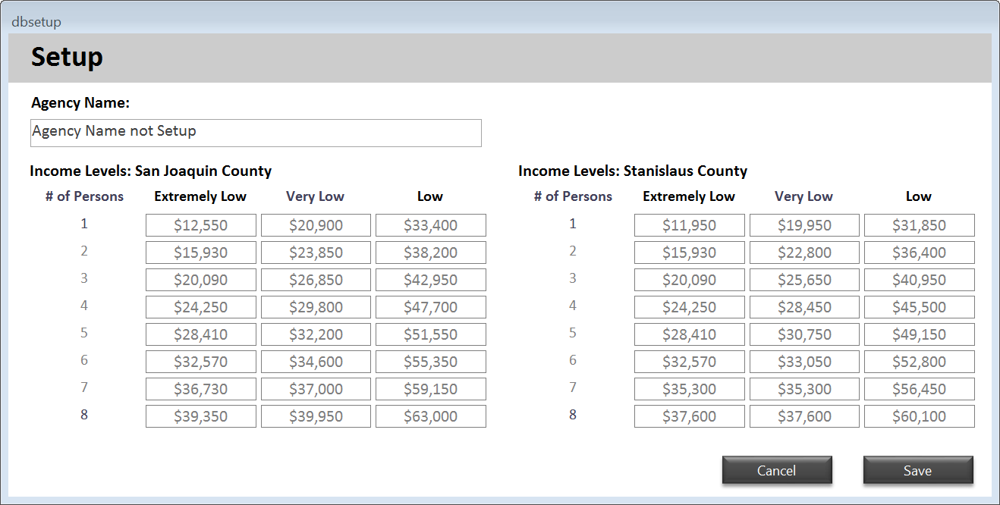 dbsetup
Setup
Agency Name:
Agency Name not Setup
Income Levels: San Joaquin County
# of Persons Extremely Low Very Low Low
1 $12,550 $20,900 $33,400
2 $15,930 $23,850 $38,200
3 $20,090 $26,850 $42,950
4 $24,250 $29,800 $47,700
5 $28,410 $32,200 $51,550
6 $32,570 $34,600 $55,350
7 $36,730 $37,000 $59,150
8 $39,350 $39,950 $63,000
Income Levels: Stanislaus County
# of Persons Extremely Low Very Low Low
1 $11,950 $19,950 $31,850
2 $15,930 $22,800 $36,400
3 $20,090 $25,650 $40,950
4 $24,250 $28,450 $45,500
5 $28,410 $30,750 $49,150
6 $32,570 $33,050 $52,800
7 $35,300 $35,300 $56,450
8 $37,600 $37,600 $60,100
Cancel Save